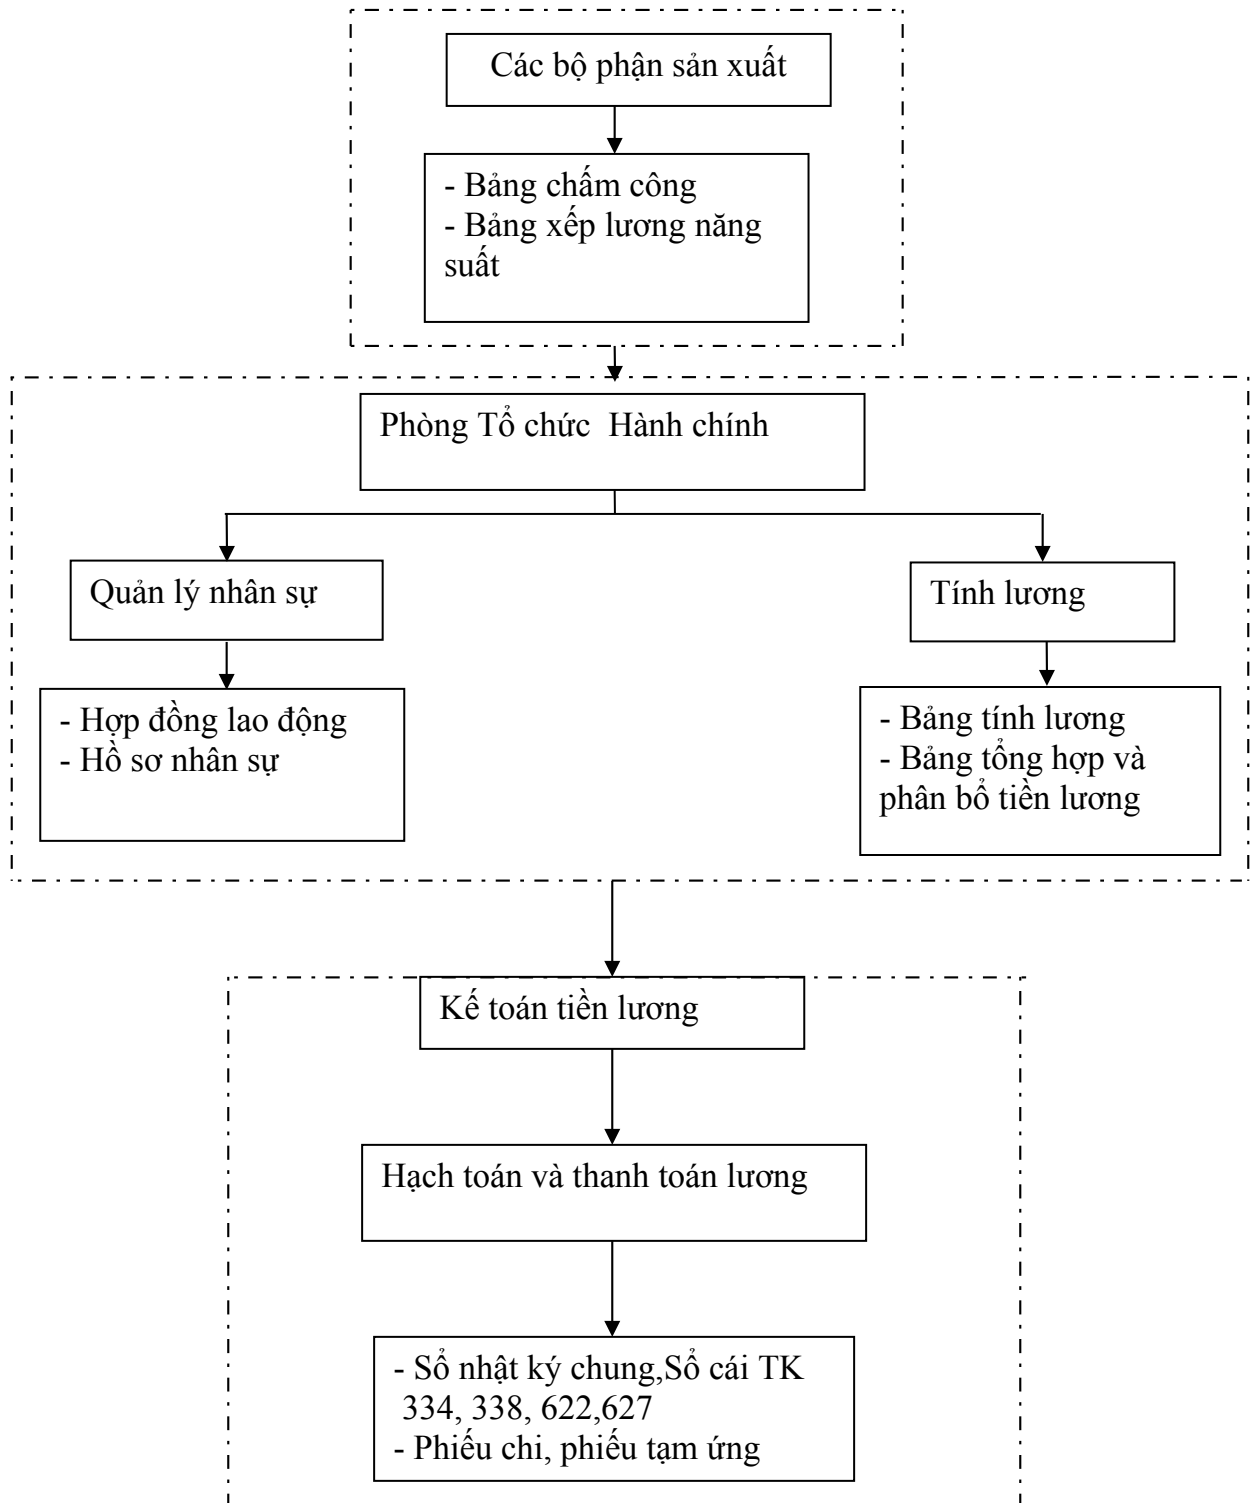 Các bộ phận sản xuất
- Bảng chấm công
- Bảng xếp lương năng
suất
Phòng Tổ chức  Hành chính
Quản lý nhân sự
Tính lương
- Hợp đồng lao động
- Hồ sơ nhân sự
- Bảng tính lương
- Bảng tổng hợp và
phân bổ tiền lương
Kế toán tiền lương
Hạch toán và thanh toán lương
- Sổ nhật ký chung,Sổ cái TK
334, 338, 622,627
- Phiếu chi, phiếu tạm ứng